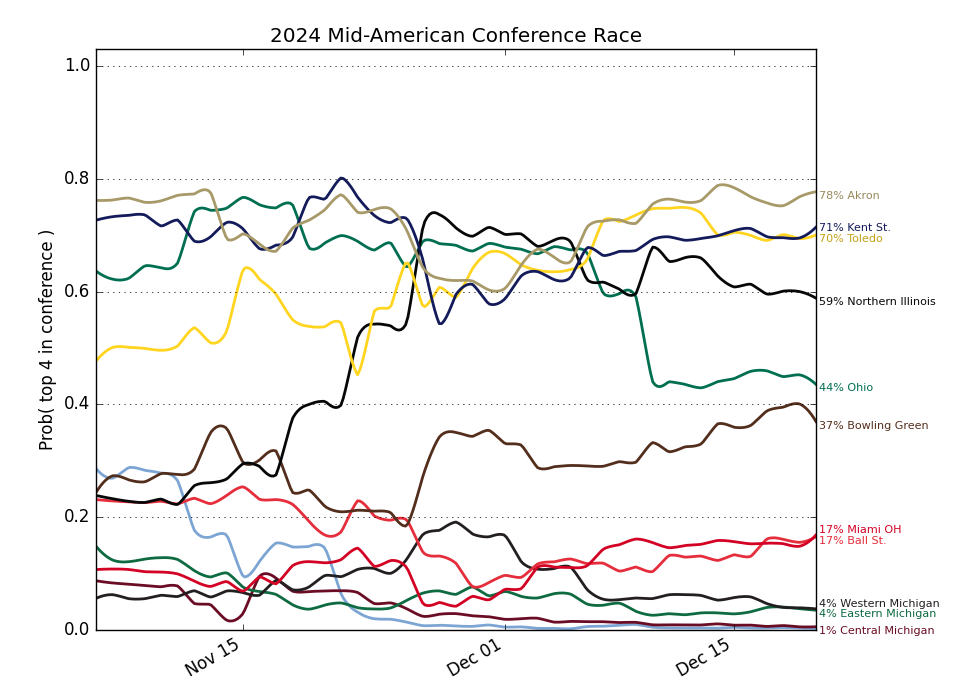 2024 Mid-American Conference Race
Prob( top 4 in conference )
1.0
0.8
0.6
0.4
0.2
0.0
Nov 15
Dec 01
Dec 15
78% Akron
71% Kent St.
70% Toledo
59% Northern Illinois
44% Ohio
37% Bowling Green
17% Miami OH
17% Ball St.
4% Western Michigan
4% Eastern Michigan
1% Central Michigan